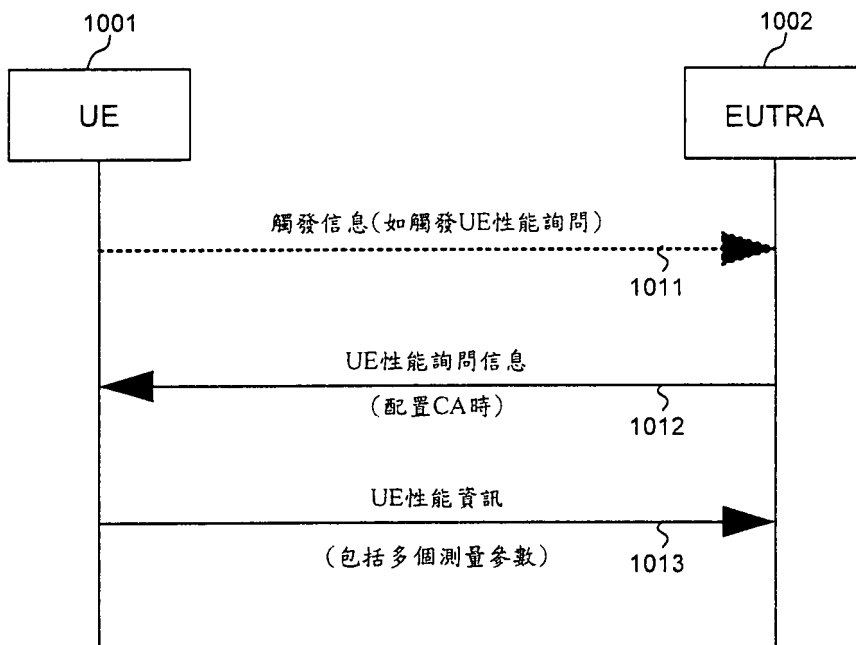 1001
1002
UE
EUTRA
觸發信息(如觸發UE性能詢問)
1011
UE性能詢問信息
(配置CA時)
1012
UE性能資訊
(包括多個測量參數)
1013